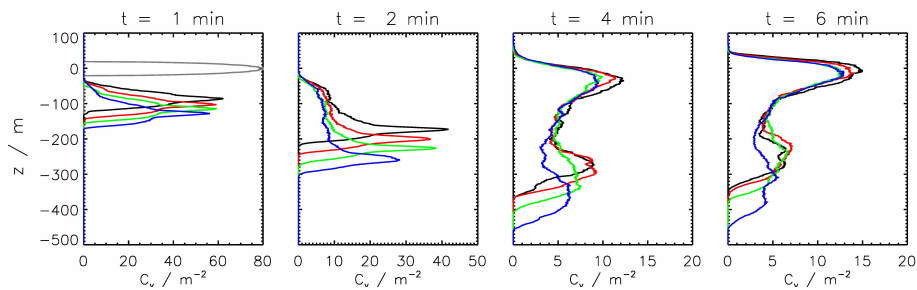 t = 1 min
t = 2 min
t = 4 min
t = 6 min
z / m
100
0
-100
-200
-300
-400
-500
0 20 40 60 80
0 10 20 30 40 50
0 5 10 15 20
0 5 10 15 20
C_v / m⁻²
C_v / m⁻²
C_v / m⁻²
C_v / m⁻²